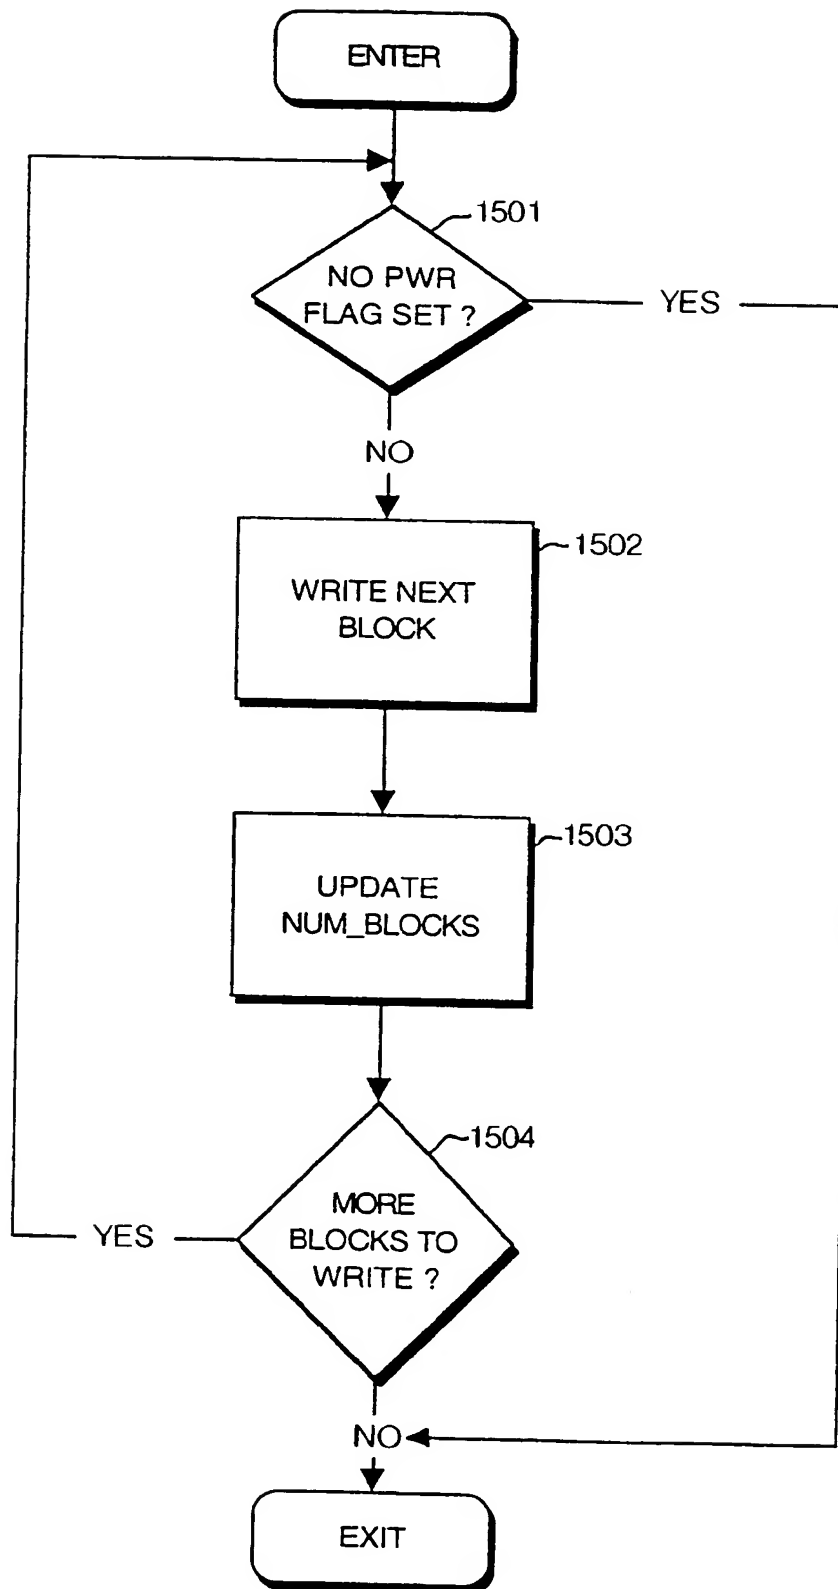 ENTER
1501
NO PWR
FLAG SET ?
YES
NO
1502
WRITE NEXT
BLOCK
1503
UPDATE
NUM_BLOCKS
1504
MORE
BLOCKS TO
WRITE ?
YES
NO
EXIT